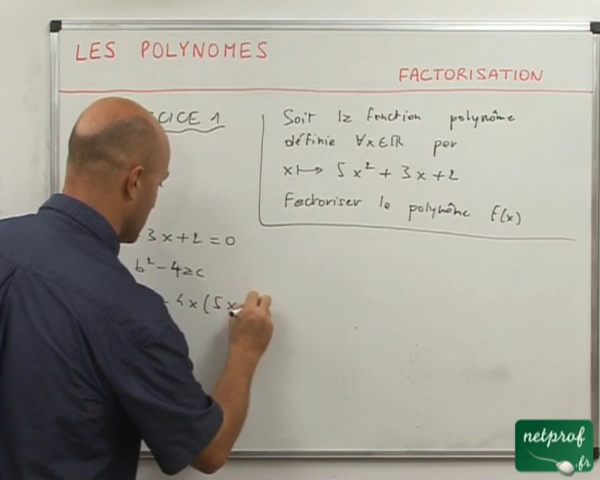 LES POLYNOMES
FACTORISATION
CICE 1
Soit la fonction polynôme
définie ∀x∈ℝ par
x ↦ 5x² + 3x + 2
Factoriser le polynôme f(x)
3x + 2 = 0
b² - 4ac
- 4x(5x
netprof
.fr